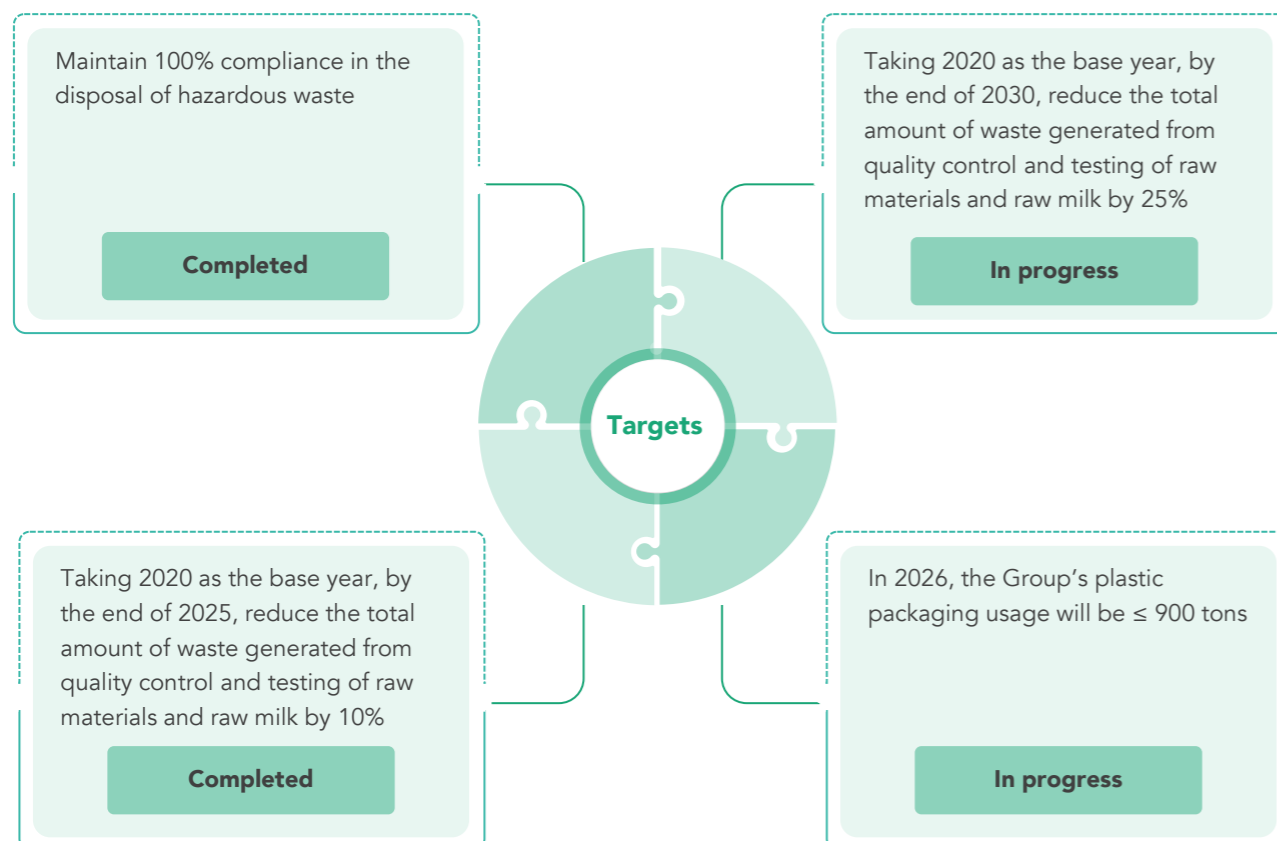 Maintain 100% compliance in the
disposal of hazardous waste
Completed
Taking 2020 as the base year, by
the end of 2030, reduce the total
amount of waste generated from
quality control and testing of raw
materials and raw milk by 25%
In progress
Targets
Taking 2020 as the base year, by
the end of 2025, reduce the total
amount of waste generated from
quality control and testing of raw
materials and raw milk by 10%
Completed
In 2026, the Group’s plastic
packaging usage will be ≤ 900 tons
In progress